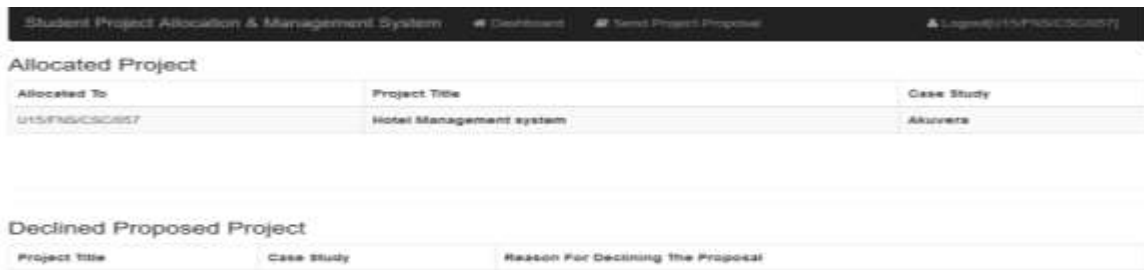 Student Project Allocation & Management System Dashboard Send Project Proposal Logout[U15/FNS/CSC/057]
Allocated Project
Allocated To Project Title Case Study
U15/FNS/CSC/057 Hotel Management system Akuvera
Declined Proposed Project
Project Title Case Study Reason For Declining The Proposal